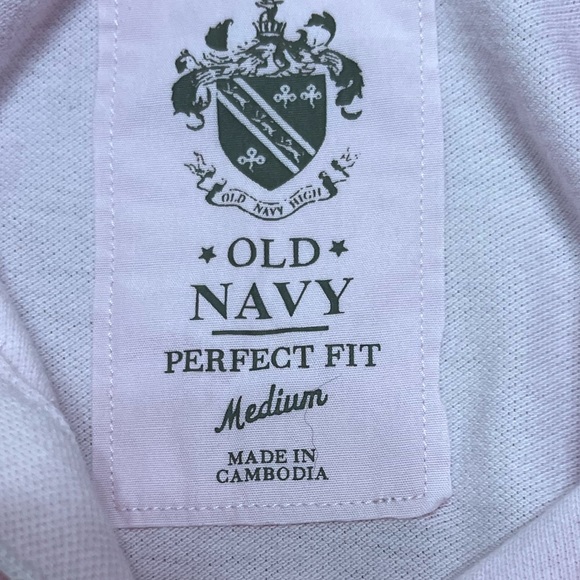 OLD NAVY HIGH
★ OLD ★
NAVY
PERFECT FIT
Medium
MADE IN
CAMBODIA